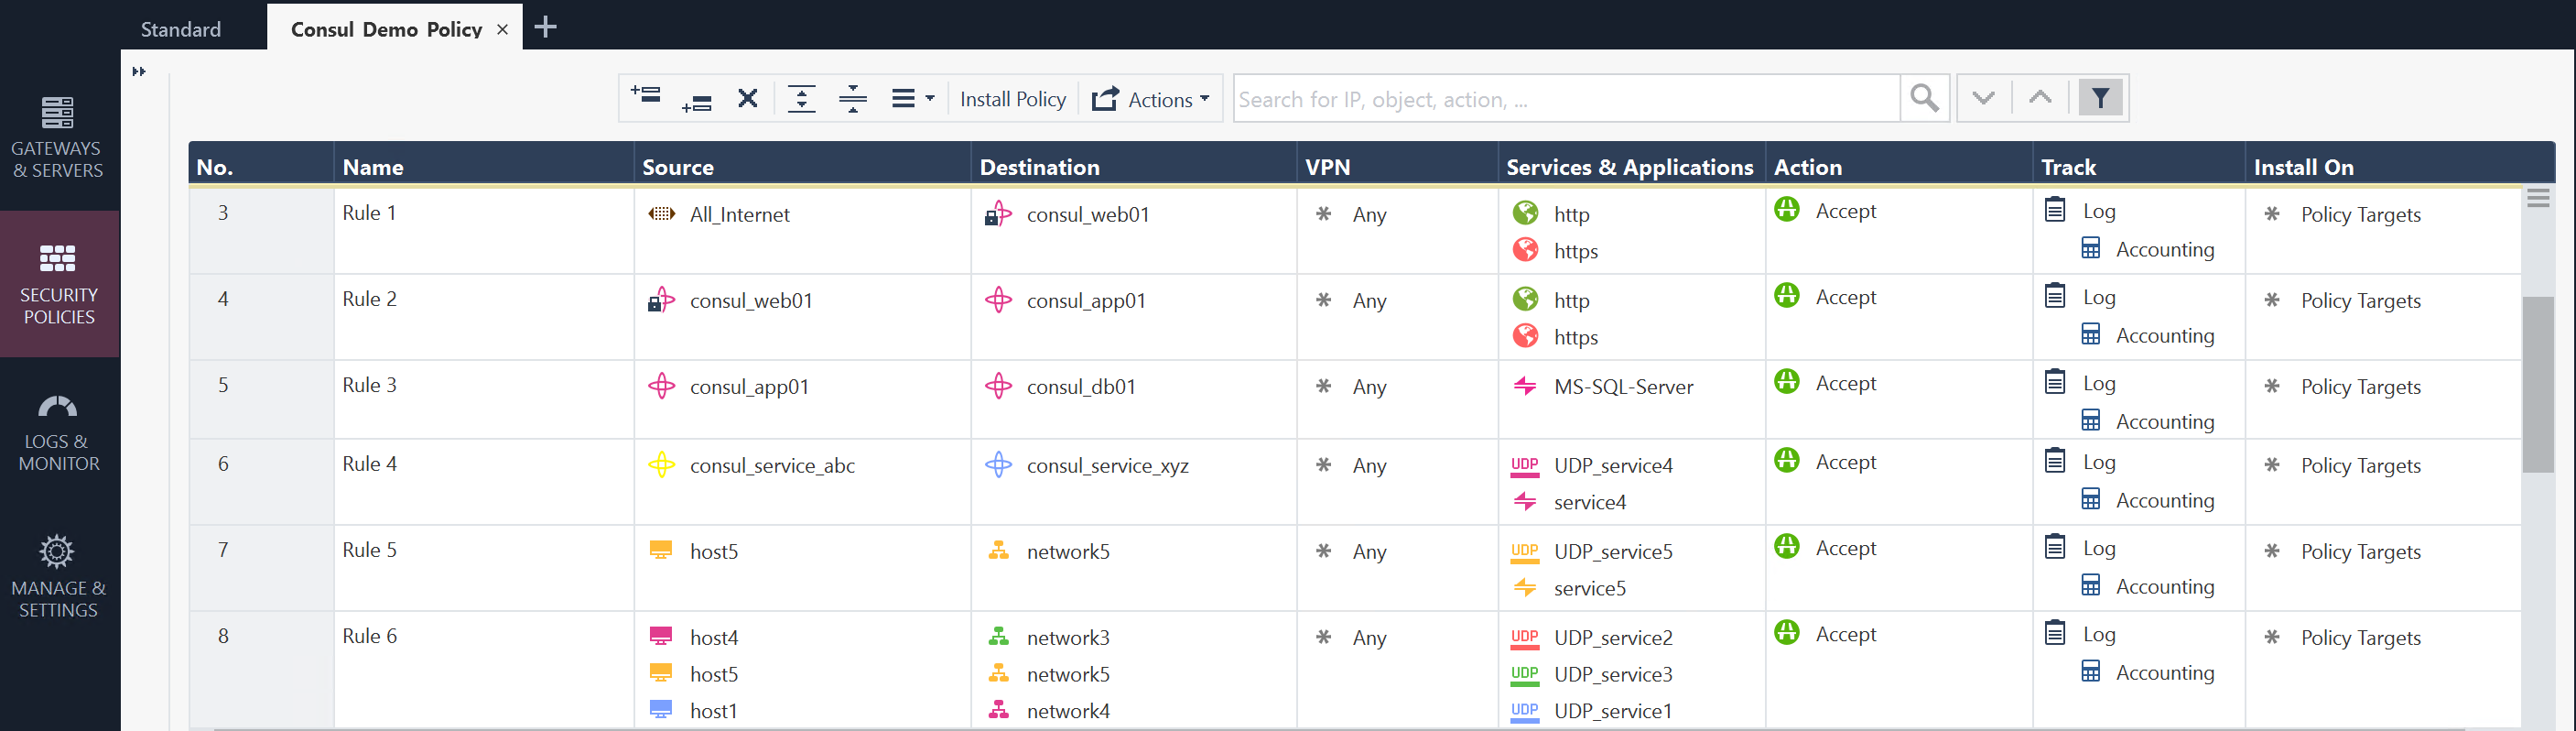 Standard
Consul Demo Policy
GATEWAYS
& SERVERS
SECURITY
POLICIES
LOGS &
MONITOR
MANAGE &
SETTINGS
Install Policy
Actions
Search for IP, object, action, ...
No. Name Source Destination VPN Services & Applications Action Track Install On
3 Rule 1 All_Internet consul_web01 Any http Accept Log Policy Targets
https Accounting
4 Rule 2 consul_web01 consul_app01 Any http Accept Log Policy Targets
https Accounting
5 Rule 3 consul_app01 consul_db01 Any MS-SQL-Server Accept Log Policy Targets
Accounting
6 Rule 4 consul_service_abc consul_service_xyz Any UDP UDP_service4 Accept Log Policy Targets
service4 Accounting
7 Rule 5 host5 network5 Any UDP UDP_service5 Accept Log Policy Targets
service5 Accounting
8 Rule 6 host4 network3 Any UDP UDP_service2 Accept Log Policy Targets
host5 network5 UDP UDP_service3 Accounting
host1 network4 UDP UDP_service1